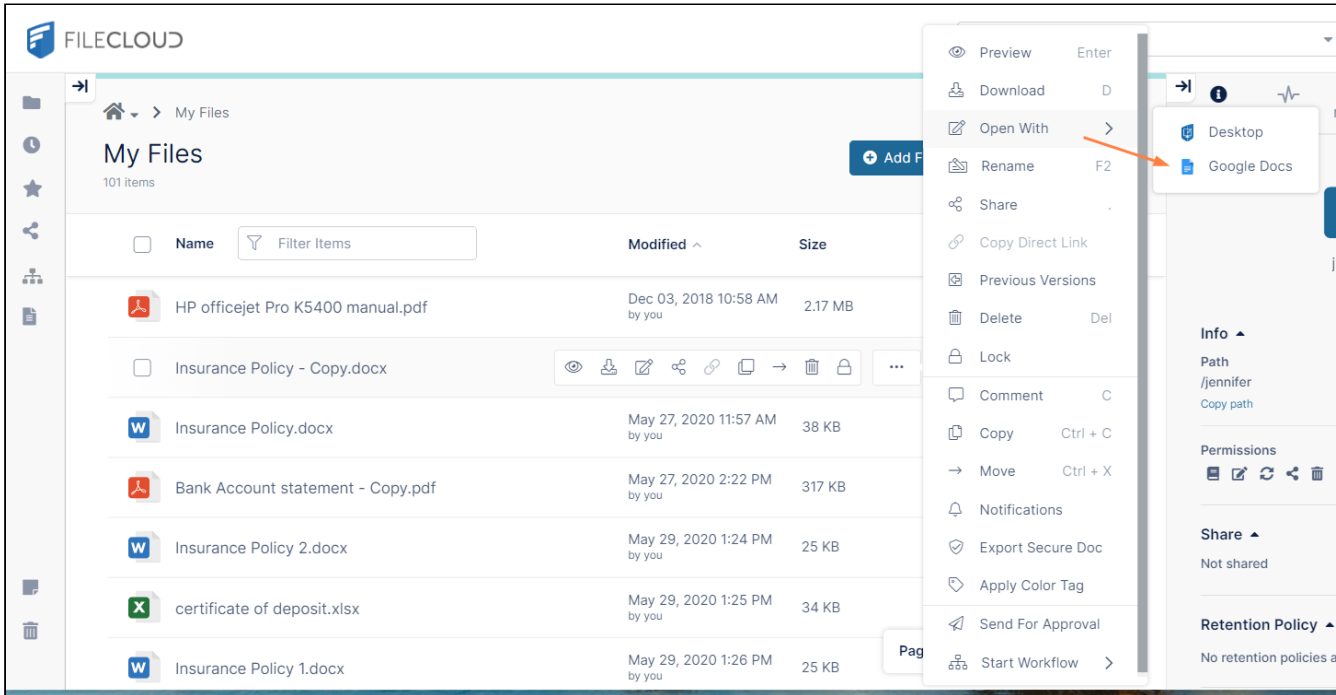 FILECLOUD
My Files
My Files
101 items
Add F
Name
Filter Items
Modified
Size
HP officejet Pro K5400 manual.pdf
Dec 03, 2018 10:58 AM
by you
2.17 MB
Insurance Policy - Copy.docx
Insurance Policy.docx
May 27, 2020 11:57 AM
by you
38 KB
Bank Account statement - Copy.pdf
May 27, 2020 2:22 PM
by you
317 KB
Insurance Policy 2.docx
May 29, 2020 1:24 PM
by you
25 KB
certificate of deposit.xlsx
May 29, 2020 1:25 PM
by you
34 KB
Insurance Policy 1.docx
May 29, 2020 1:26 PM
by you
25 KB
Pag
Preview Enter
Download D
Open With
Rename F2
Share .
Copy Direct Link
Previous Versions
Delete Del
Lock
Comment C
Copy Ctrl + C
Move Ctrl + X
Notifications
Export Secure Doc
Apply Color Tag
Send For Approval
Start Workflow
Desktop
Google Docs
Info
Path
/jennifer
Copy path
Permissions
Share
Not shared
Retention Policy
No retention policies a